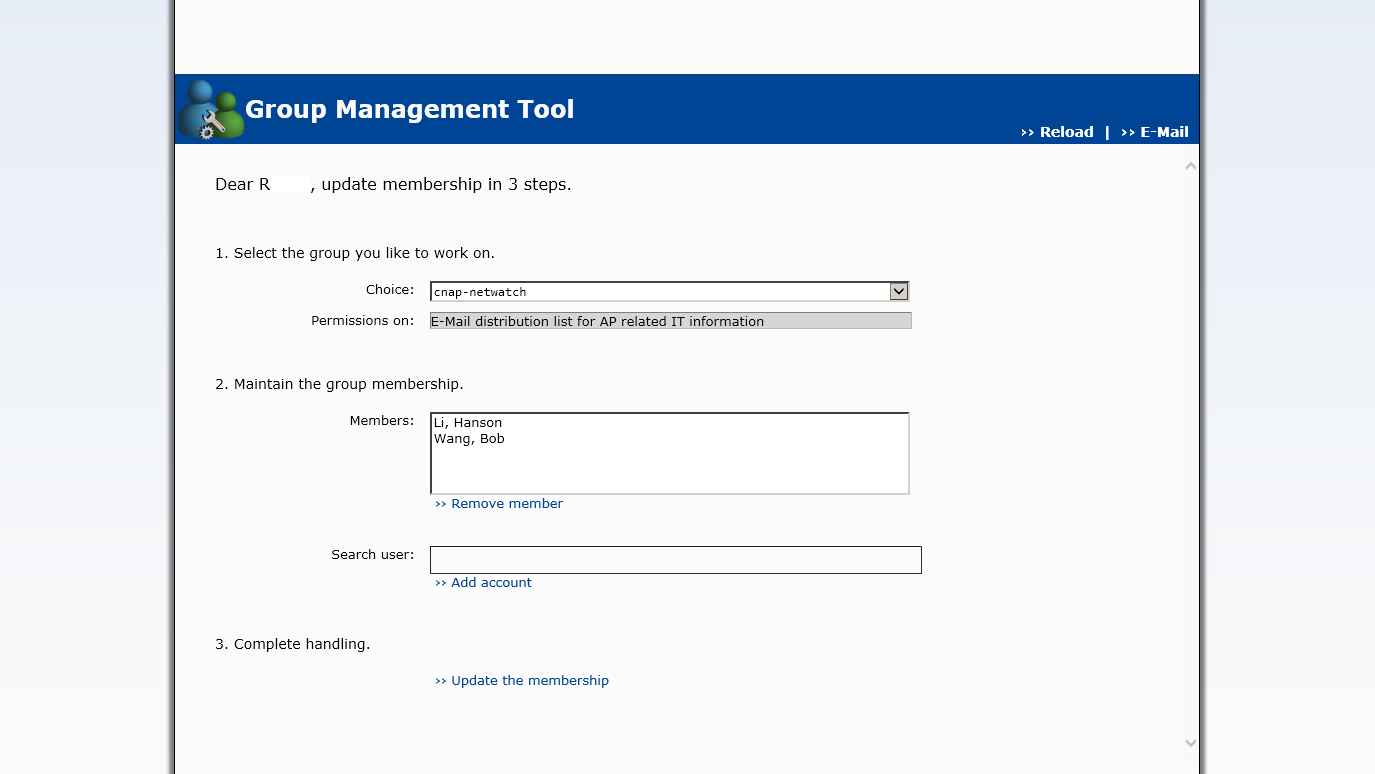 Group Management Tool
›› Reload | ›› E-Mail
Dear R , update membership in 3 steps.
1. Select the group you like to work on.
Choice: cnap-netwatch
Permissions on: E-Mail distribution list for AP related IT information
2. Maintain the group membership.
Members: Li, Hanson
Wang, Bob
›› Remove member
Search user:
›› Add account
3. Complete handling.
›› Update the membership